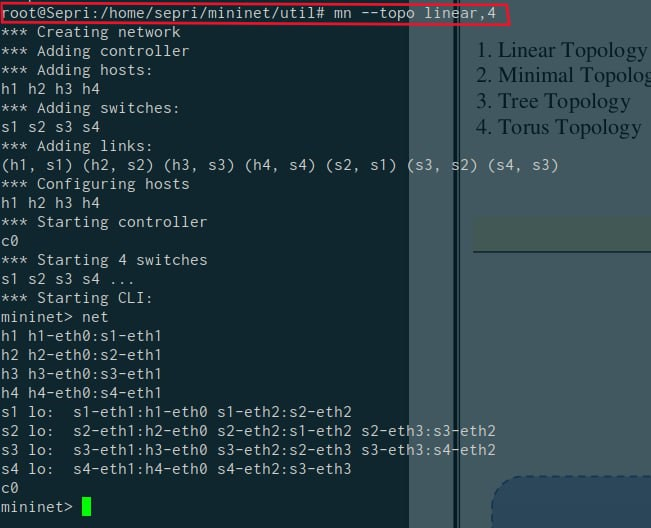 root@Sepri:/home/sepri/mininet/util# mn --topo linear,4
*** Creating network
*** Adding controller
*** Adding hosts:
h1 h2 h3 h4
*** Adding switches:
s1 s2 s3 s4
*** Adding links:
(h1, s1) (h2, s2) (h3, s3) (h4, s4) (s2, s1) (s3, s2) (s4, s3)
*** Configuring hosts
h1 h2 h3 h4
*** Starting controller
c0
*** Starting 4 switches
s1 s2 s3 s4 ...
*** Starting CLI:
mininet> net
h1 h1-eth0:s1-eth1
h2 h2-eth0:s2-eth1
h3 h3-eth0:s3-eth1
h4 h4-eth0:s4-eth1
s1 lo:  s1-eth1:h1-eth0 s1-eth2:s2-eth2
s2 lo:  s2-eth1:h2-eth0 s2-eth2:s1-eth2 s2-eth3:s3-eth2
s3 lo:  s3-eth1:h3-eth0 s3-eth2:s2-eth3 s3-eth3:s4-eth2
s4 lo:  s4-eth1:h4-eth0 s4-eth2:s3-eth3
c0
mininet>
1. Linear Topology
2. Minimal Topolog
3. Tree Topology
4. Torus Topology